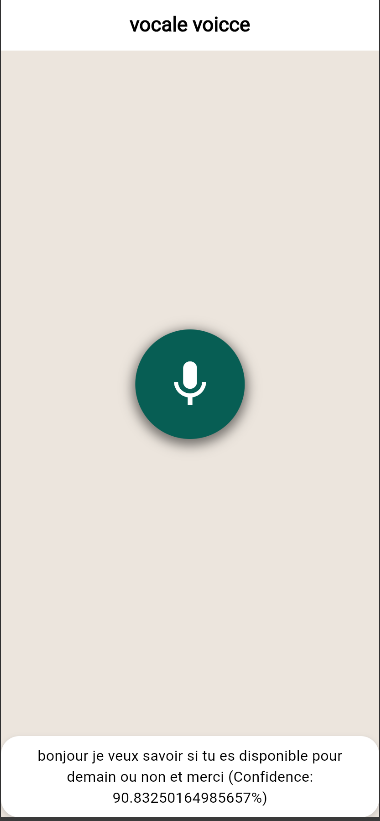 vocale voicce
bonjour je veux savoir si tu es disponible pour
demain ou non et merci (Confidence:
90.83250164985657%)